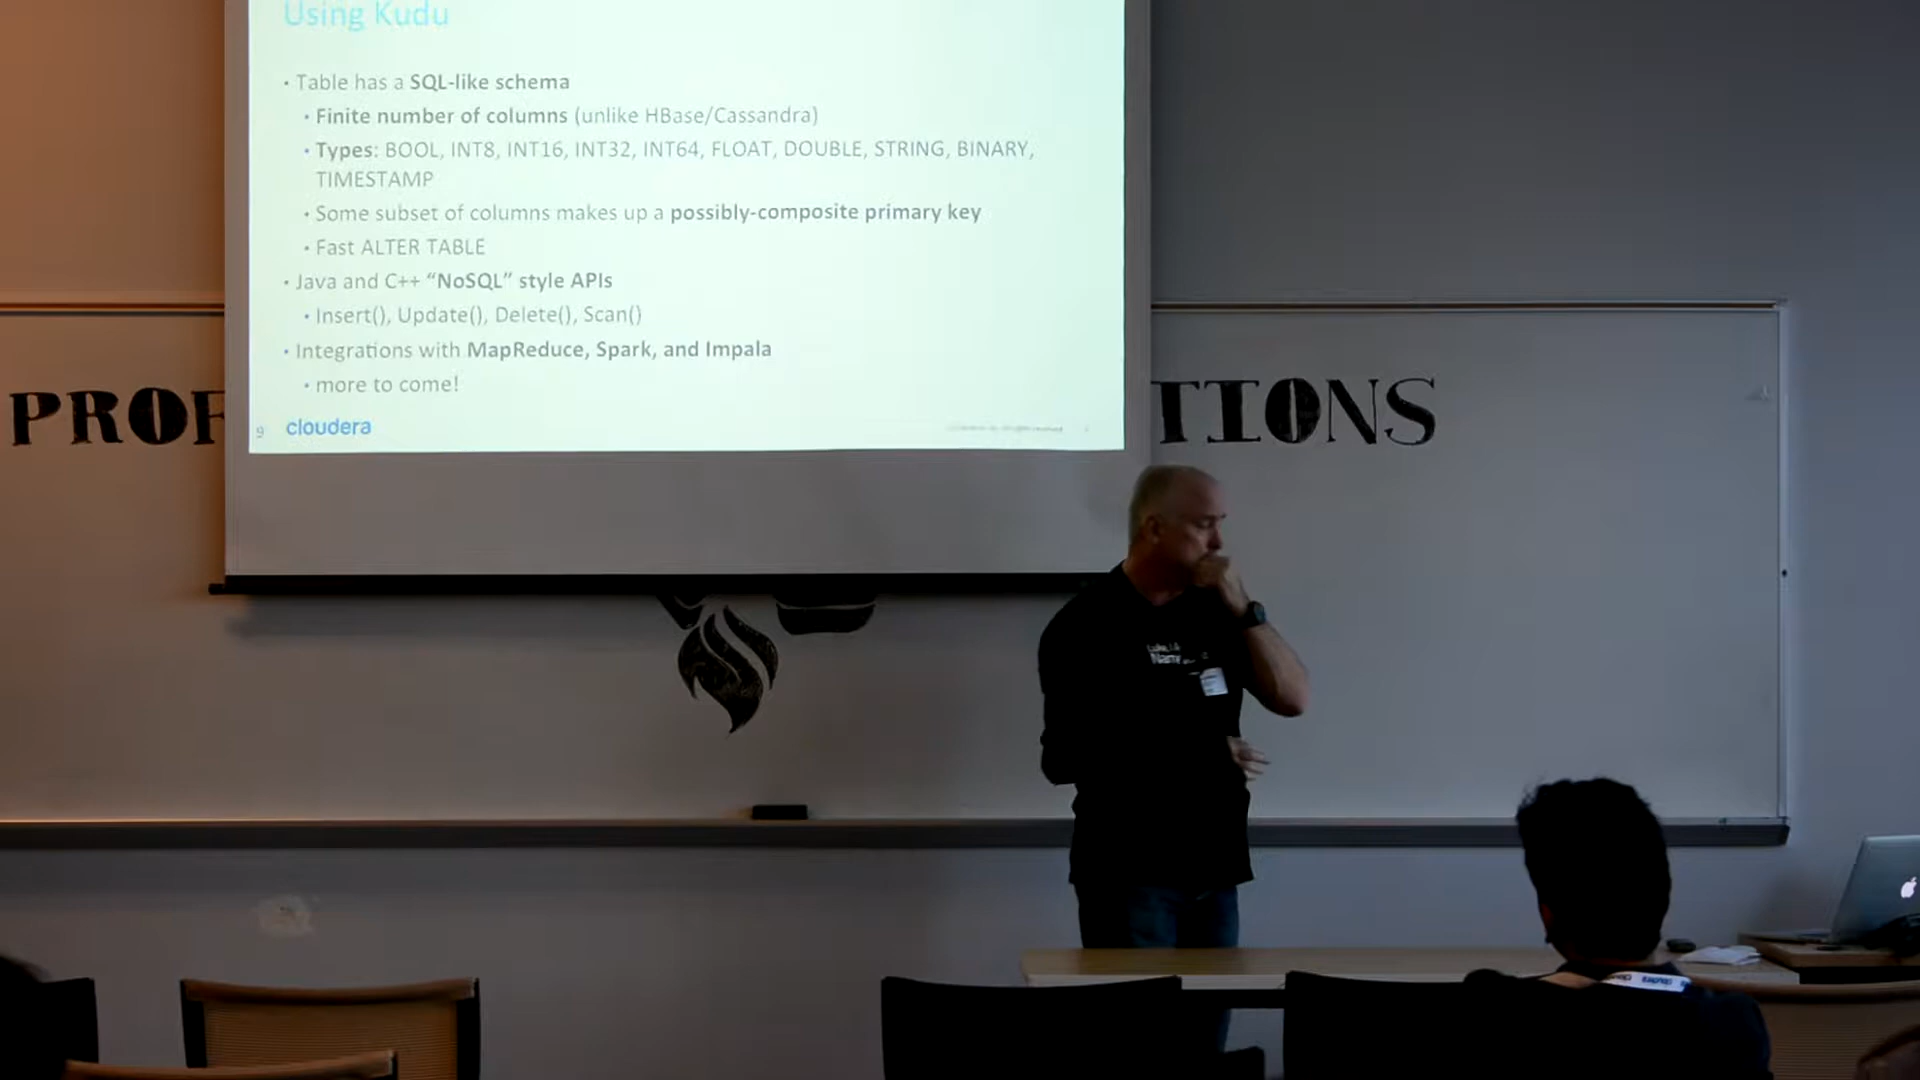 Using Kudu
• Table has a SQL-like schema
• Finite number of columns (unlike HBase/Cassandra)
• Types: BOOL, INT8, INT16, INT32, INT64, FLOAT, DOUBLE, STRING, BINARY,
TIMESTAMP
• Some subset of columns makes up a possibly-composite primary key
• Fast ALTER TABLE
• Java and C++ “NoSQL” style APIs
• Insert(), Update(), Delete(), Scan()
• Integrations with MapReduce, Spark, and Impala
• more to come!
9 cloudera
PROF
TIONS